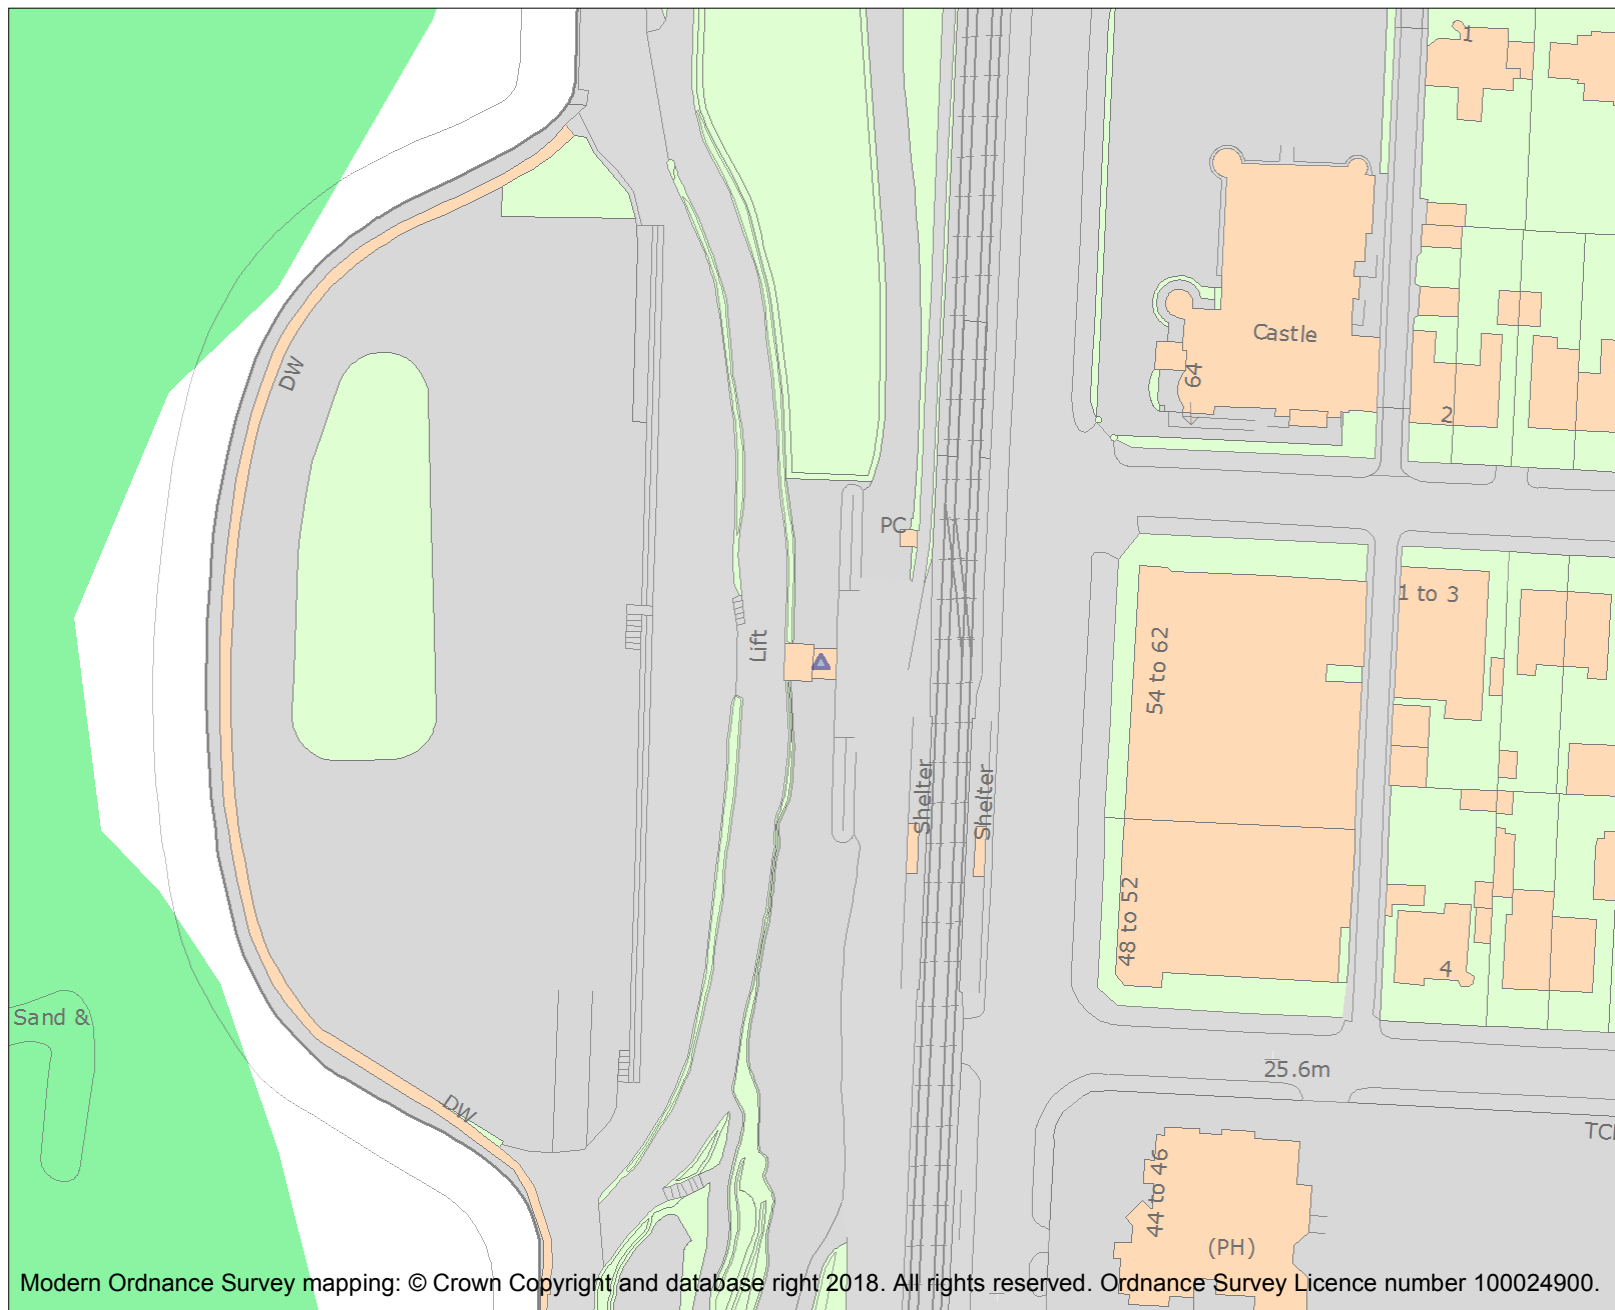 1
DW
Castle
64
2
PC
1 to 3
Lift
54 to 62
Shelter
Shelter
48 to 52
4
Sand &
25.6m
DW
TC
44 to 46
(PH)
Modern Ordnance Survey mapping: © Crown Copyright and database right 2018. All rights reserved. Ordnance Survey Licence number 100024900.